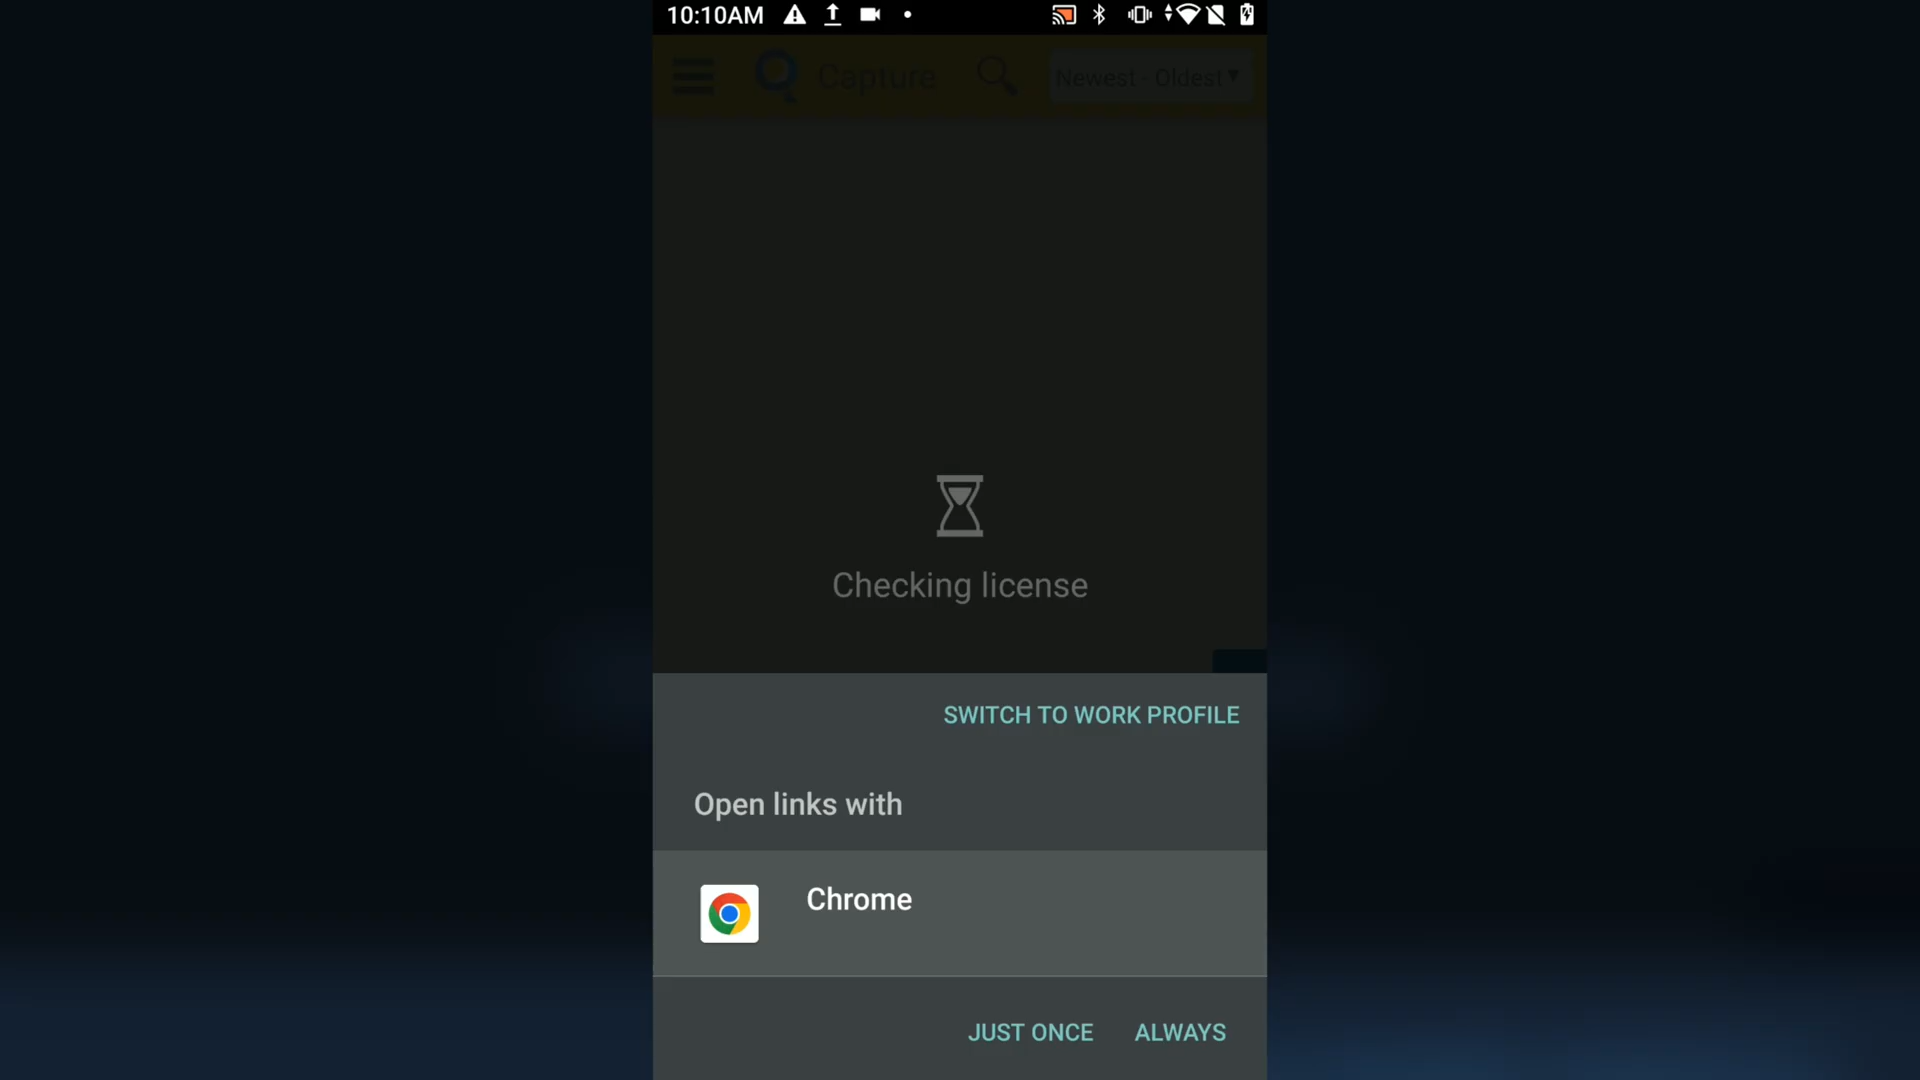 10:10AM
Capture
Newest - Oldest
Checking license
SWITCH TO WORK PROFILE
Open links with
Chrome
JUST ONCE ALWAYS